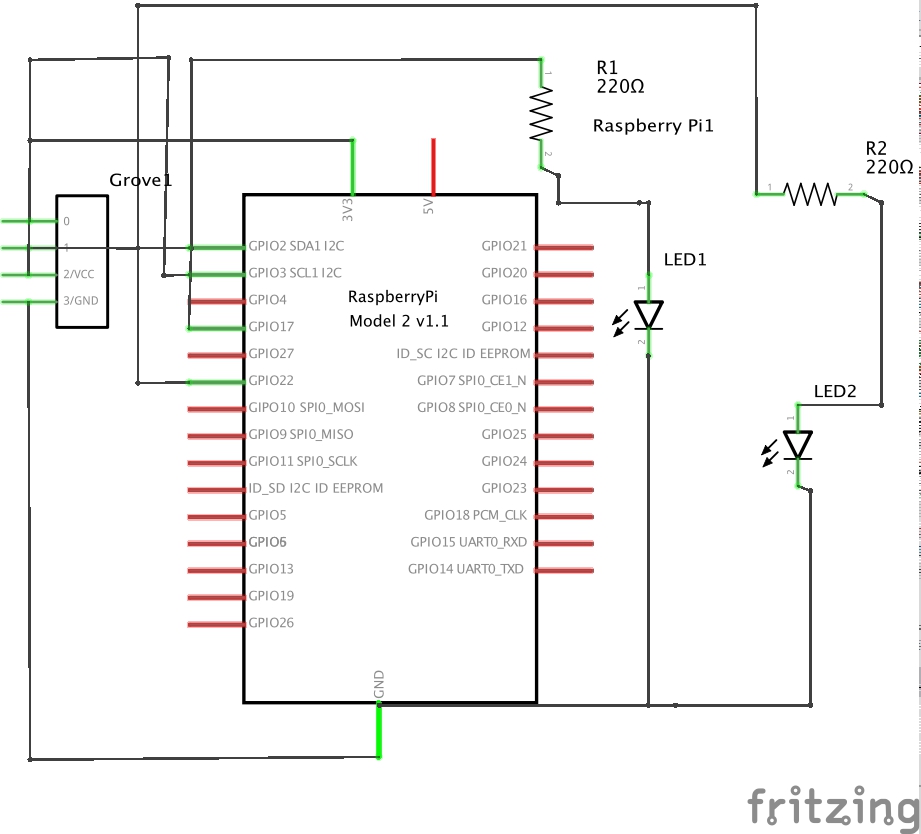 R1
220Ω
Raspberry Pi1
R2
220Ω
Grove1
0
1
2/VCC
3/GND
3V3
5V
1
2
1
2
LED1
1
2
LED2
1
2
RaspberryPi
Model 2 v1.1
GPIO2 SDA1 I2C
GPIO3 SCL1 I2C
GPIO4
GPIO17
GPIO27
GPIO22
GIPO10 SPI0_MOSI
GPIO9 SPI0_MISO
GPIO11 SPI0_SCLK
ID_SD I2C ID EEPROM
GPIO5
GPIO6
GPIO13
GPIO19
GPIO26
GPIO21
GPIO20
GPIO16
GPIO12
ID_SC I2C ID EEPROM
GPIO7 SPI0_CE1_N
GPIO8 SPI0_CE0_N
GPIO25
GPIO24
GPIO23
GPIO18 PCM_CLK
GPIO15 UART0_RXD
GPIO14 UART0_TXD
GND
fritzing